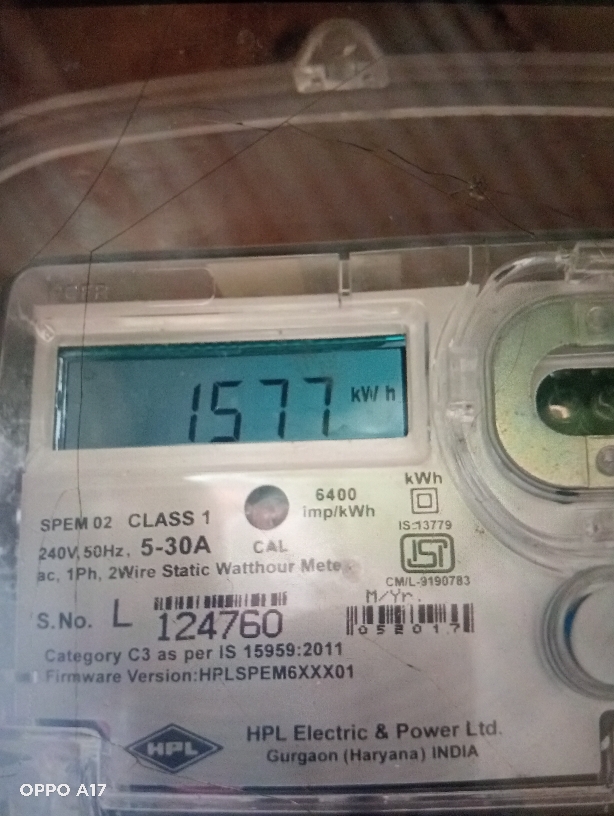 1577 kWh
6400
imp/kWh
kWh
IS:13779
SPEM 02 CLASS 1
240V, 50Hz, 5-30A
CAL
ac, 1Ph, 2Wire Static Watthour Mete
CM/L-9190783
M/Yr.
S.No. L 124760
052017
Category C3 as per IS 15959:2011
Firmware Version:HPLSPEM6XXX01
HPL
HPL Electric & Power Ltd.
Gurgaon (Haryana) INDIA
OPPO A17